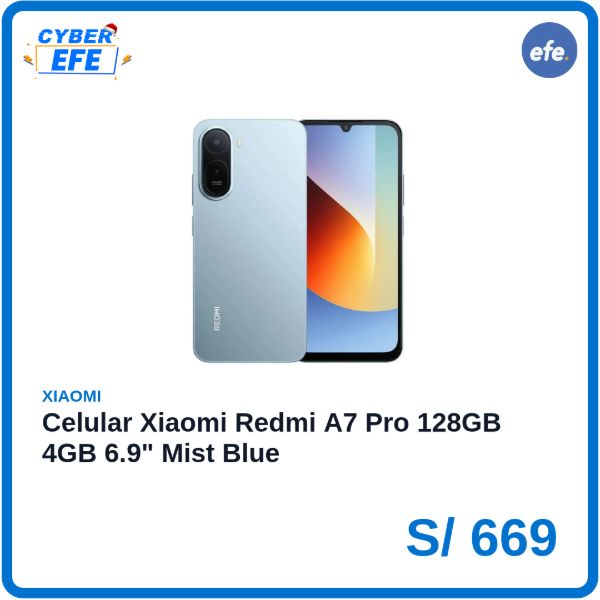 CYBER
EFE
efe.
REDMI
XIAOMI
Celular Xiaomi Redmi A7 Pro 128GB
4GB 6.9" Mist Blue
S/ 669